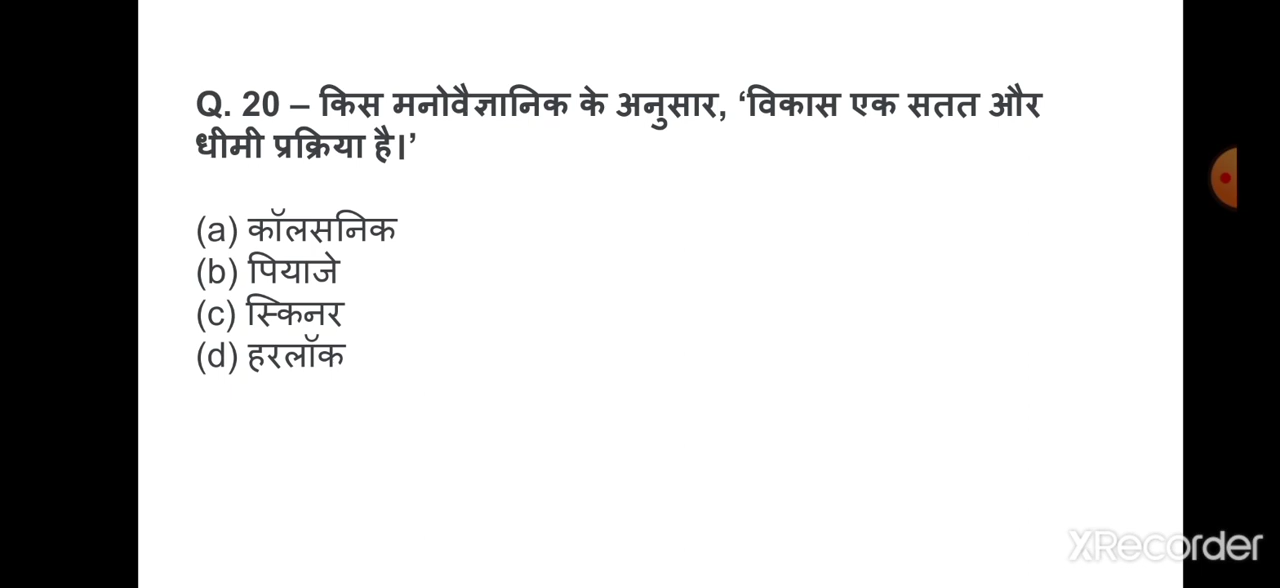 Q. 20 – किस मनोवैज्ञानिक के अनुसार, ‘विकास एक सतत और
धीमी प्रक्रिया है।’
(a) कॉलसनिक
(b) पियाजे
(c) स्किनर
(d) हरलॉक
XRecorder